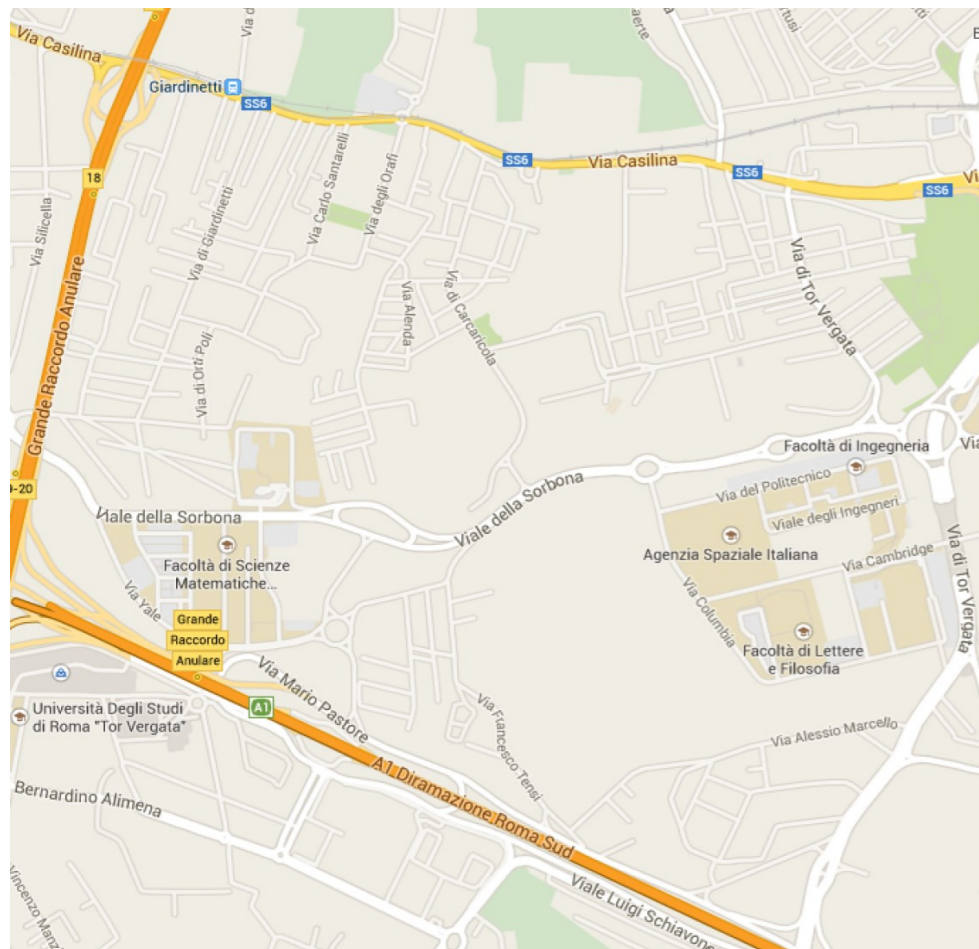 Via Casilina
Via d
aerte
Giardinetti
SS6
SS6
Via Casilina
SS6
SS6
Vi
18
Via Silicella
Via di Giardinetti
Via Carlo Santarelli
Via degli Orafi
Via di Tor Vergata
Grande Raccordo Anulare
Via di Orti Poli
Via Alenda
Via di Carcaricola
Facoltà di Ingegneria
Via
Via del Politecnico
Viale della Sorbona
Viale della Sorbona
Viale degli Ingegneri
Agenzia Spaziale Italiana
Via Cambridge
Via di Tor Vergata
Facoltà di Scienze
Matematiche...
Via Yale
Via Columbia
Grande
Raccordo
Anulare
Facoltà di Lettere
e Filosofia
Via Mario Pastore
A1
Università Degli Studi
di Roma "Tor Vergata"
Via Francesco Tensi
Via Alessio Marcello
A1 Diramazione Roma Sud
Bernardino Alimena
Viale Luigi Schiavone